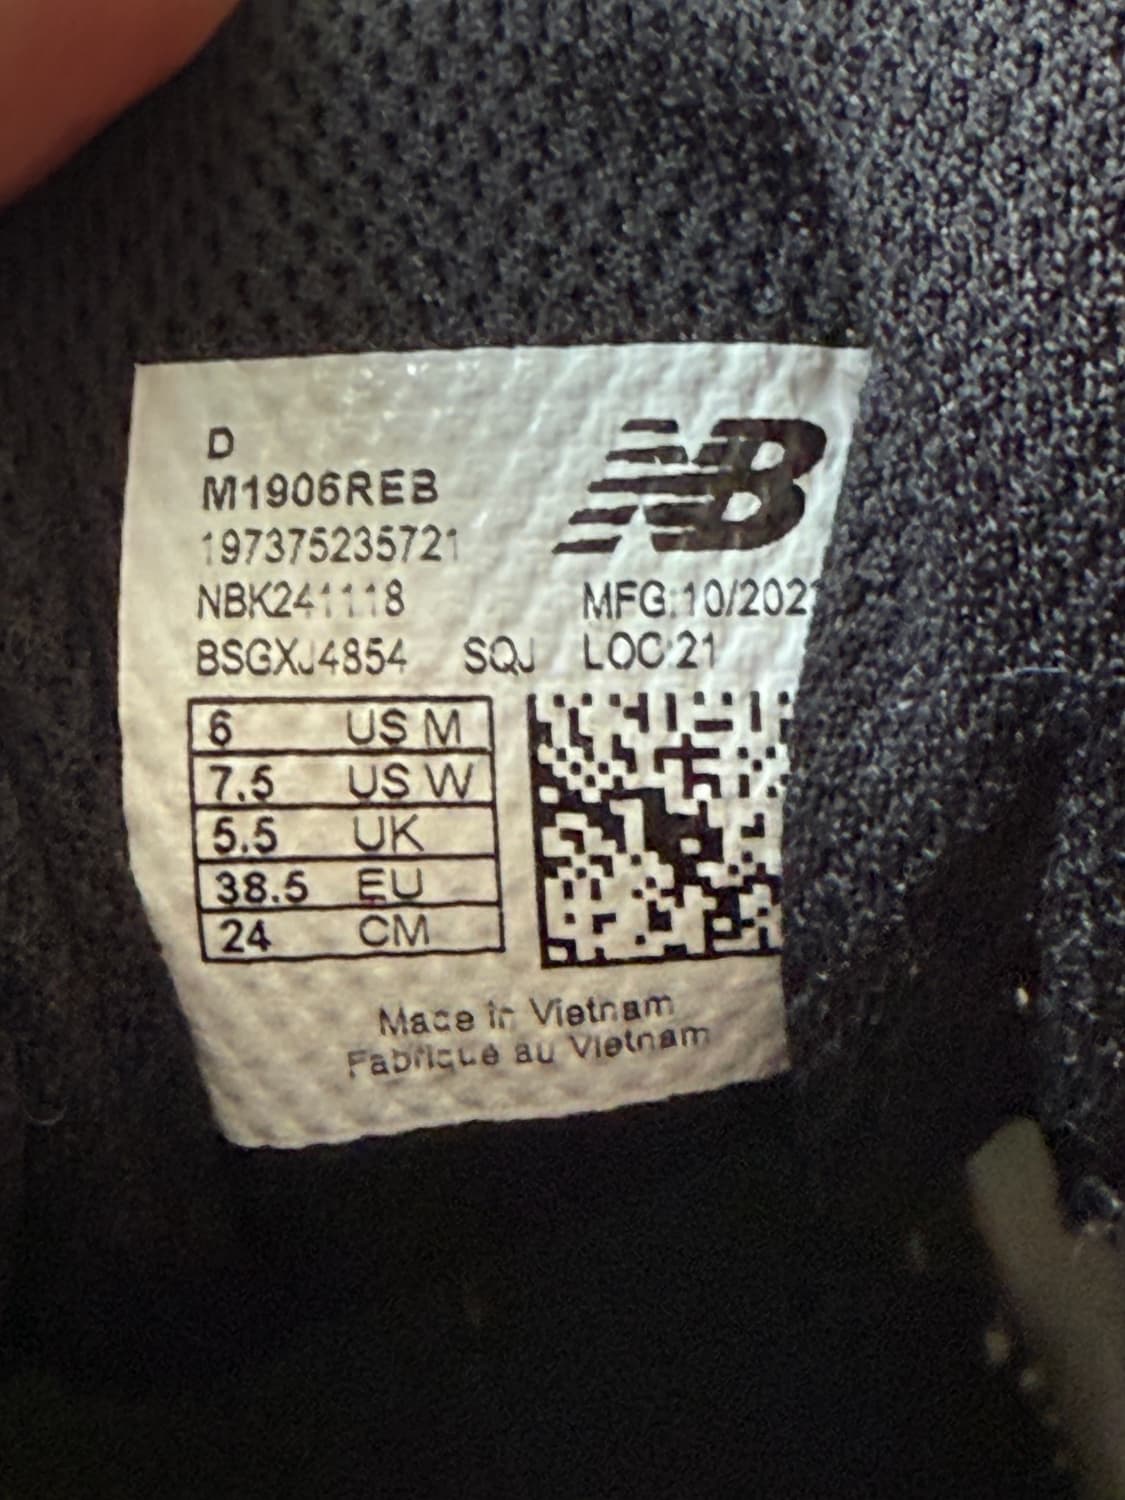 D
M1906REB
197375235721
NBK241118
MFG:10/202
BSGXJ4854 SQJ LOC:21
6 US M
7.5 US W
5.5 UK
38.5 EU
24 CM
Made in Vietnam
Fabriqué au Vietnam
NB